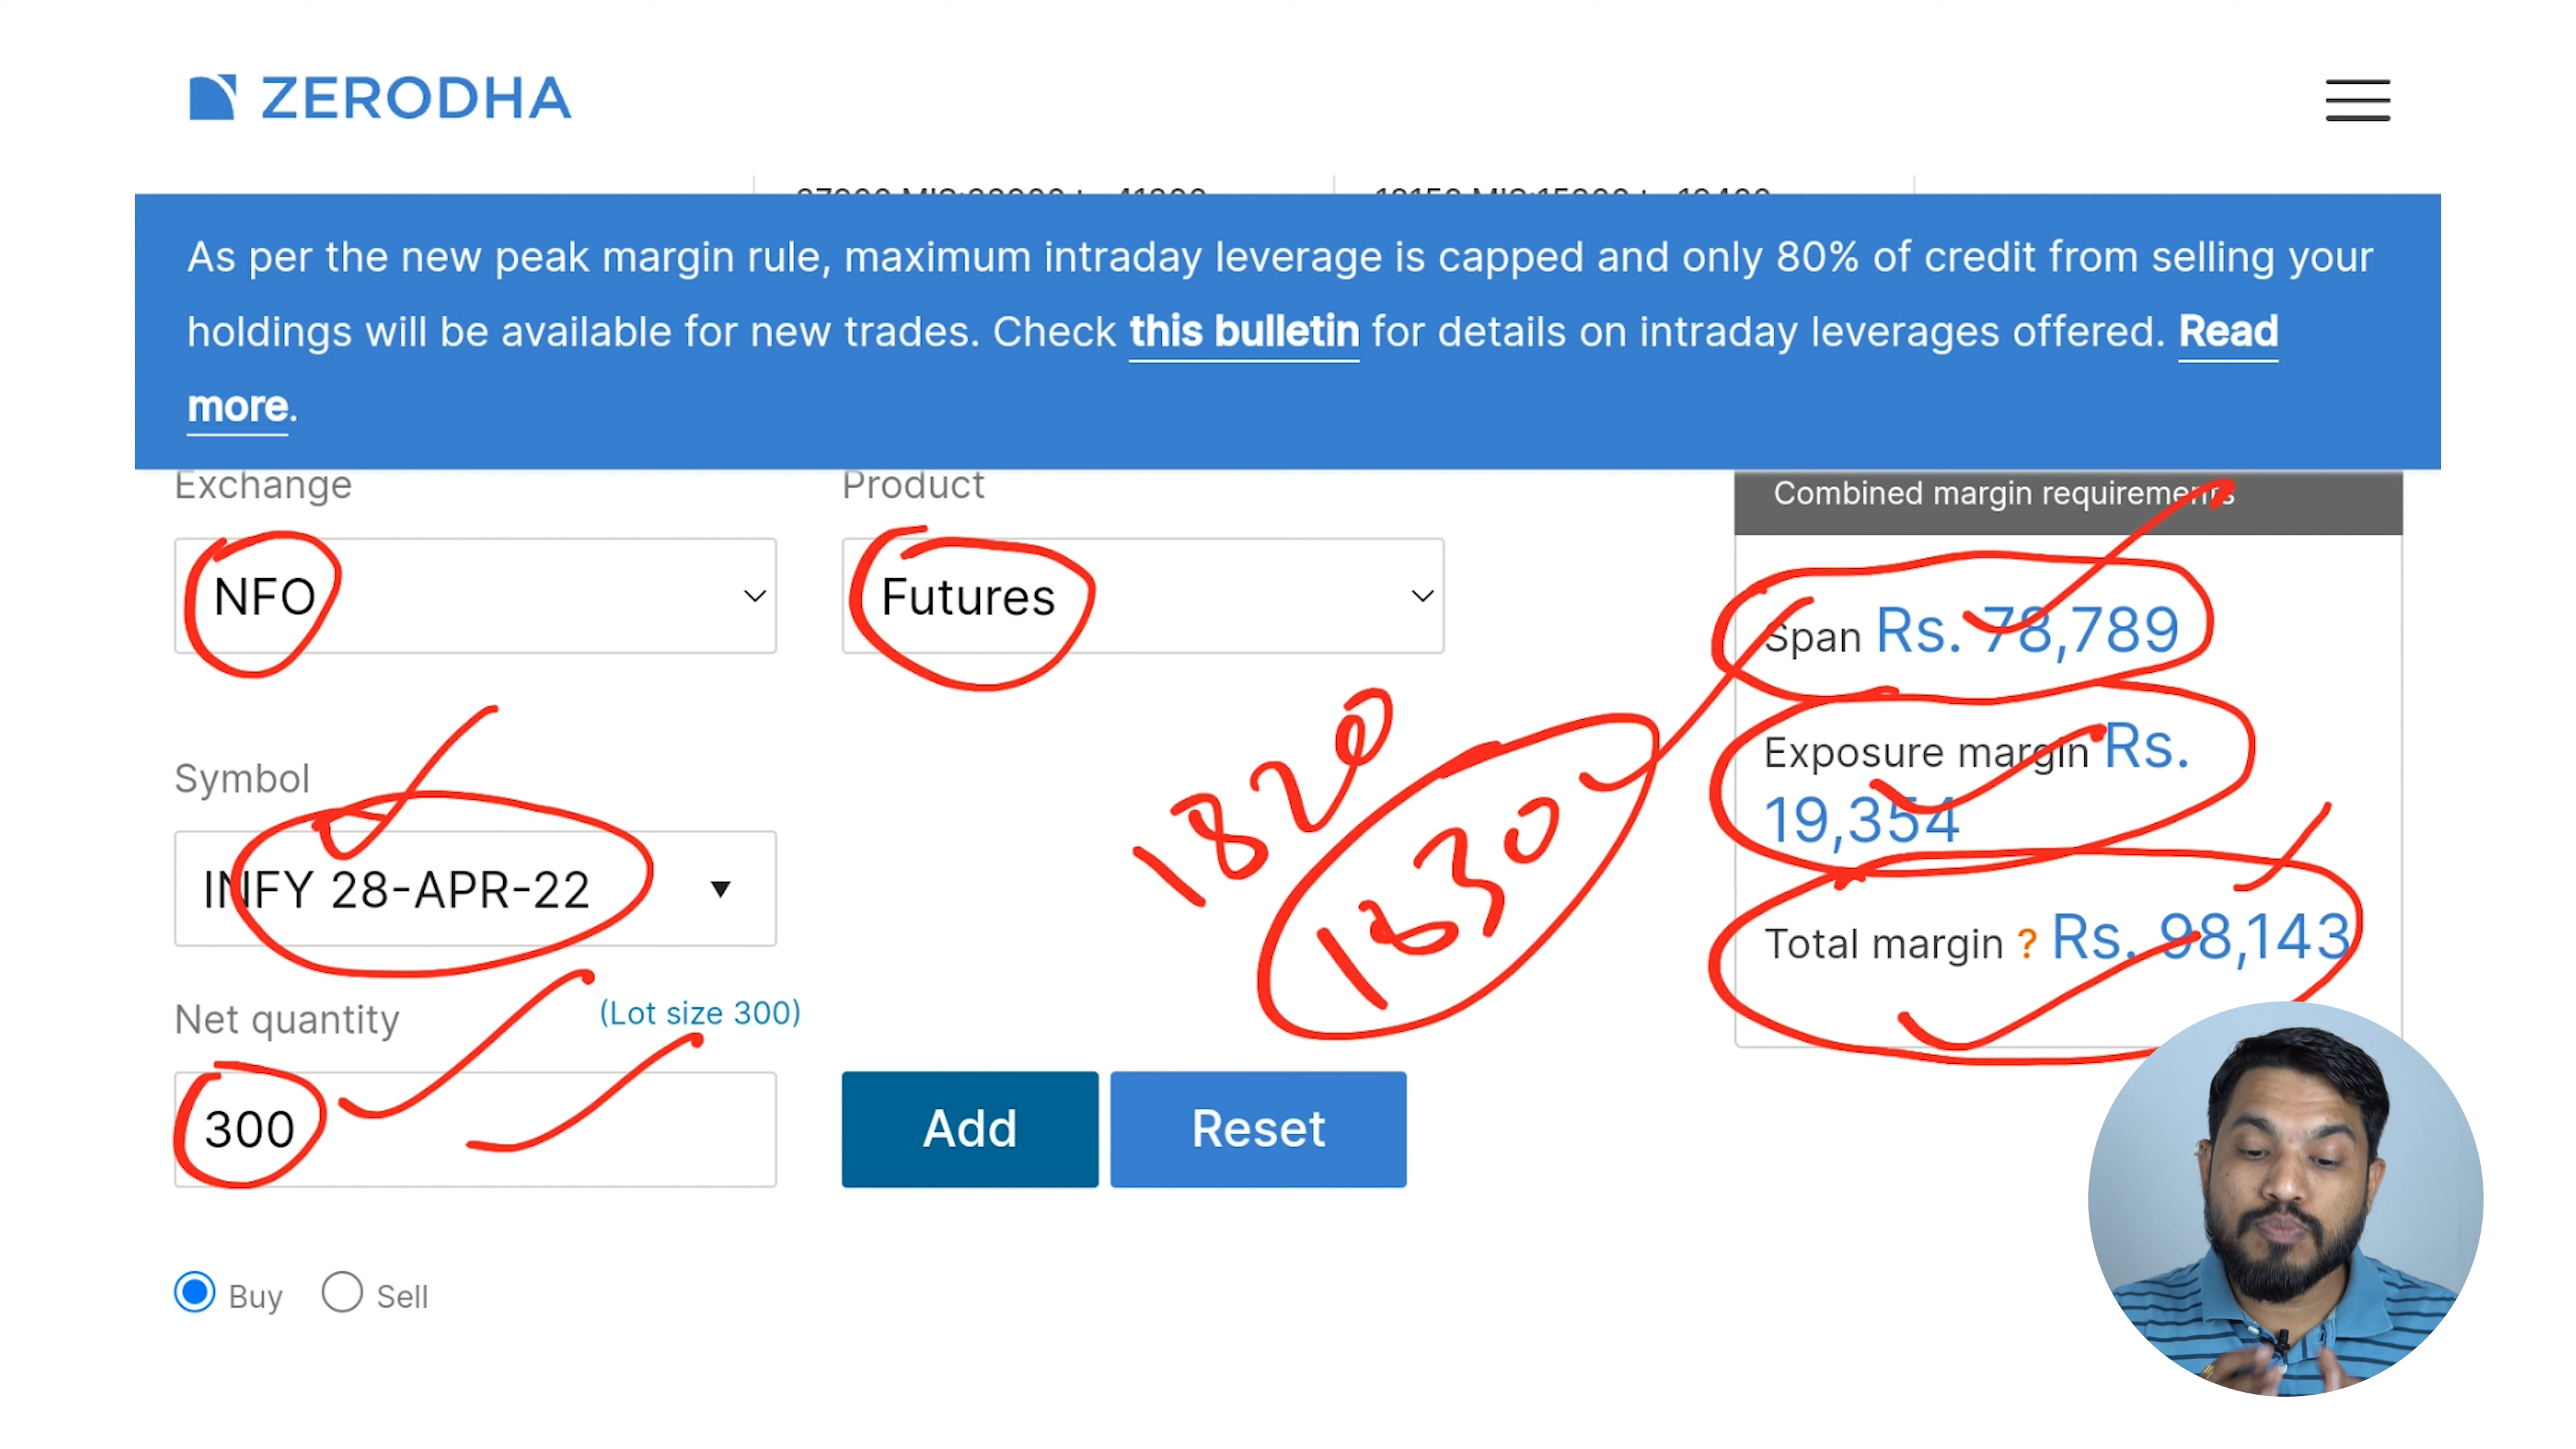 ZERODHA
As per the new peak margin rule, maximum intraday leverage is capped and only 80% of credit from selling your
holdings will be available for new trades. Check this bulletin for details on intraday leverages offered. Read
more.
Exchange
Product
Combined margin requirements
NFO
Futures
Span Rs. 78,789
Exposure margin Rs.
19,354
Total margin ? Rs. 98,143
1820
1830
Symbol
INFY 28-APR-22
Net quantity
(Lot size 300)
300
Add
Reset
Buy
Sell